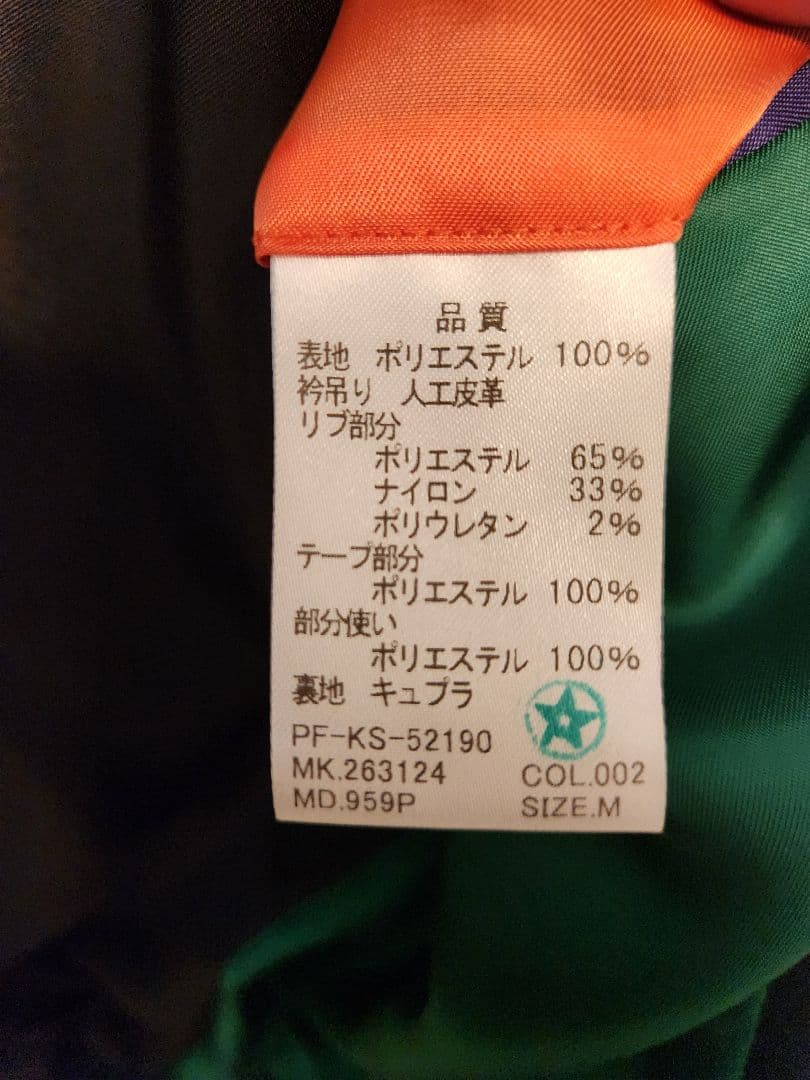 品質
表地 ポリエステル 100%
衿吊り 人工皮革
リブ部分
ポリエステル 65%
ナイロン 33%
ポリウレタン 2%
テープ部分
ポリエステル 100%
部分使い
ポリエステル 100%
裏地 キュプラ
PF-KS-52190
MK.263124 COL.002
MD.959P SIZE.M